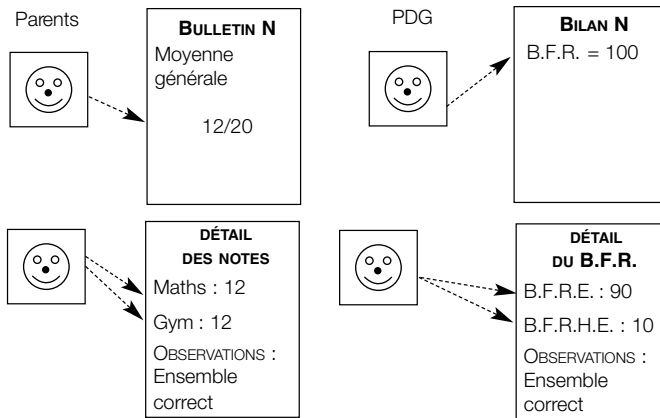 Parents
BULLETIN N
Moyenne
générale
12/20
PDG
BILAN N
B.F.R. = 100
DÉTAIL
DES NOTES
Maths : 12
Gym : 12
OBSERVATIONS :
Ensemble
correct
DÉTAIL
DU B.F.R.
B.F.R.E. : 90
B.F.R.H.E. : 10
OBSERVATIONS :
Ensemble
correct